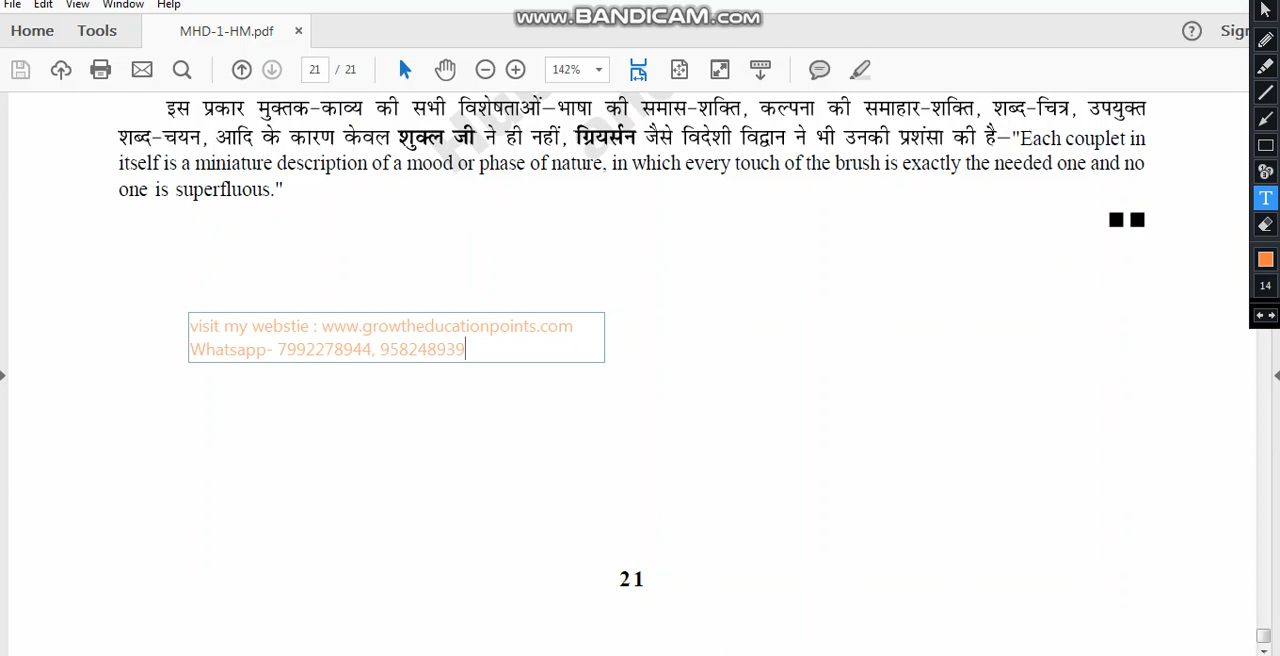 File Edit View Window Help
www.BANDICAM.com
Home Tools MHD-1-HM.pdf × ? Sign
21 / 21 142%
इस प्रकार मुक्तक-काव्य की सभी विशेषताओं–भाषा की समास-शक्ति, कल्पना की समाहार-शक्ति, शब्द-चित्र, उपयुक्त
शब्द-चयन, आदि के कारण केवल शुक्ल जी ने ही नहीं, ग्रियर्सन जैसे विदेशी विद्वान ने भी उनकी प्रशंसा की है–"Each couplet in
itself is a miniature description of a mood or phase of nature, in which every touch of the brush is exactly the needed one and no
one is superfluous."
visit my webstie : www.growtheducationpoints.com
Whatsapp- 7992278944, 958248939
T
14
21